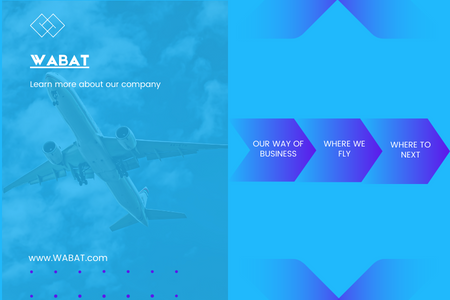 WABAT
Learn more about our company
www.WABAT.com
OUR WAY OF
BUSINESS
WHERE WE
FLY
WHERE TO
NEXT